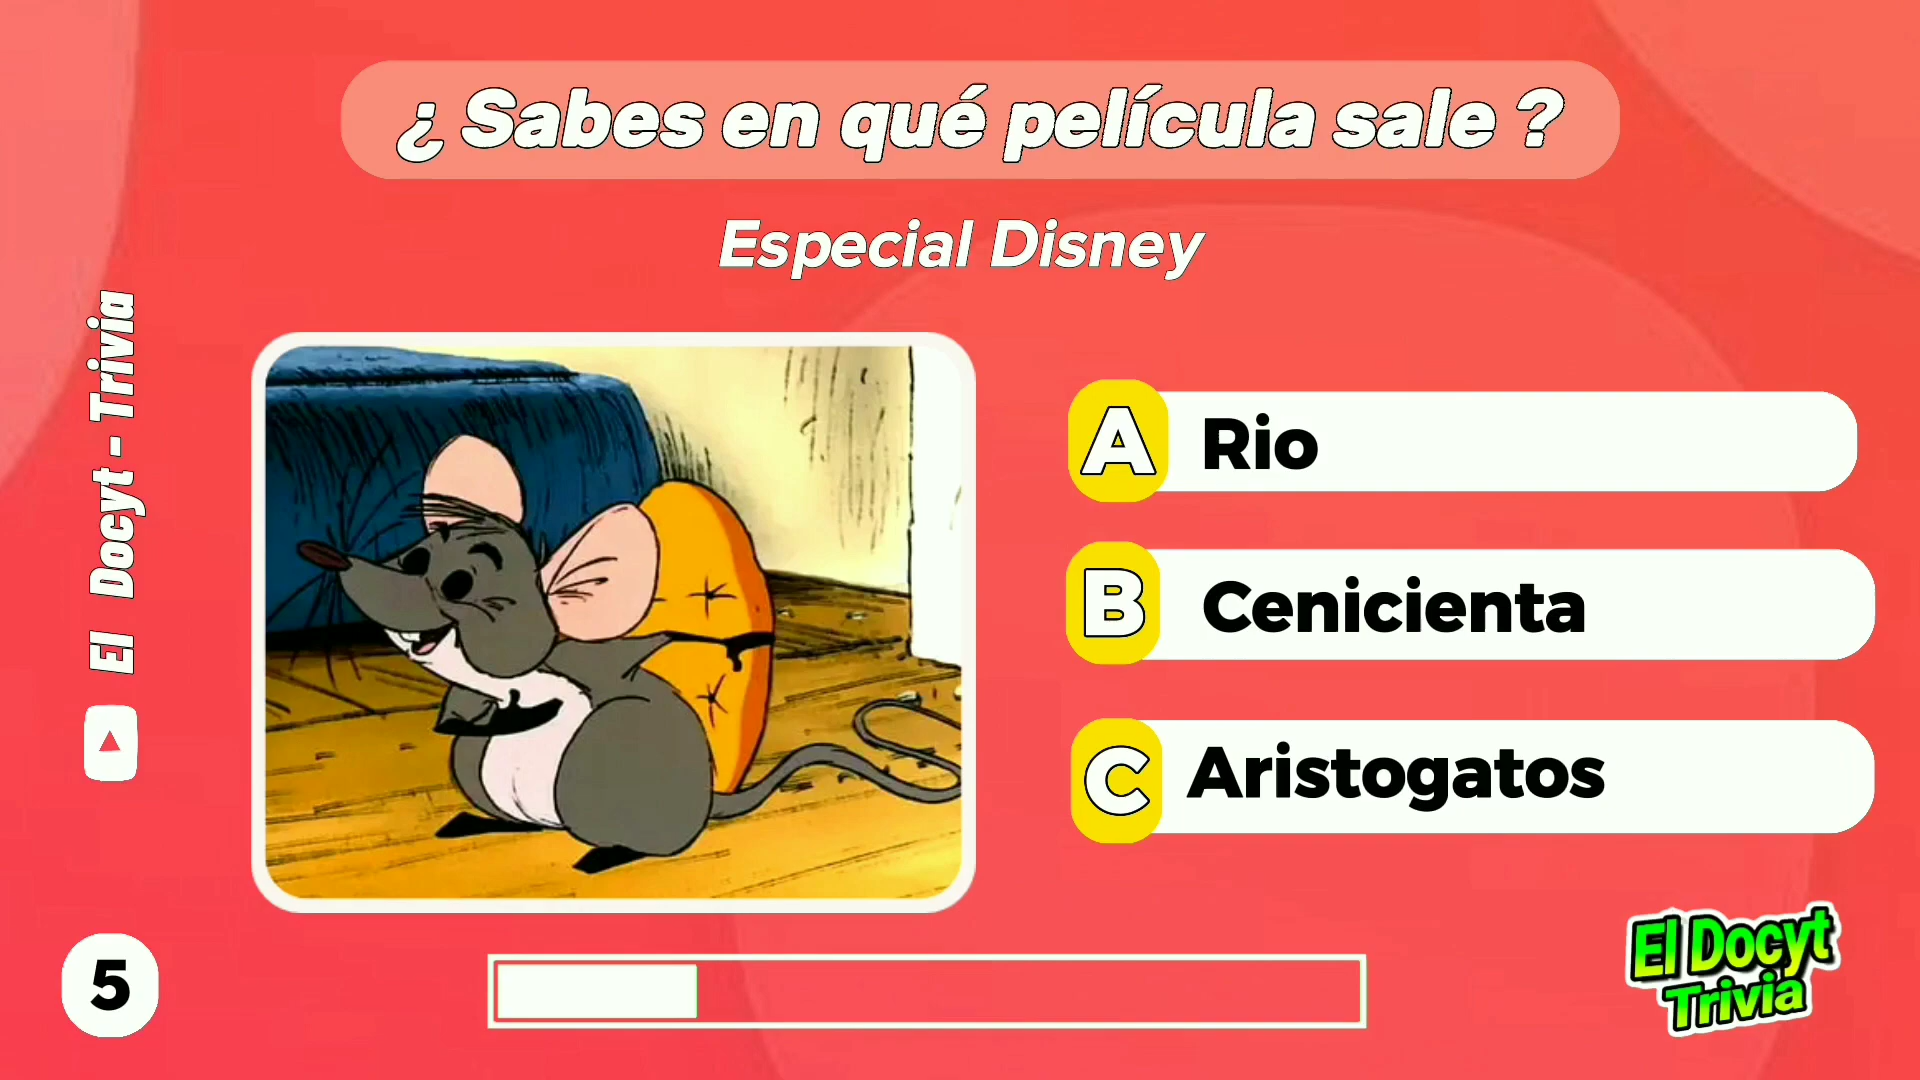 ¿ Sabes en qué película sale ?
Especial Disney
El Docyt - Trivia
A Rio
B Cenicienta
C Aristogatos
5
El Docyt
Trivia